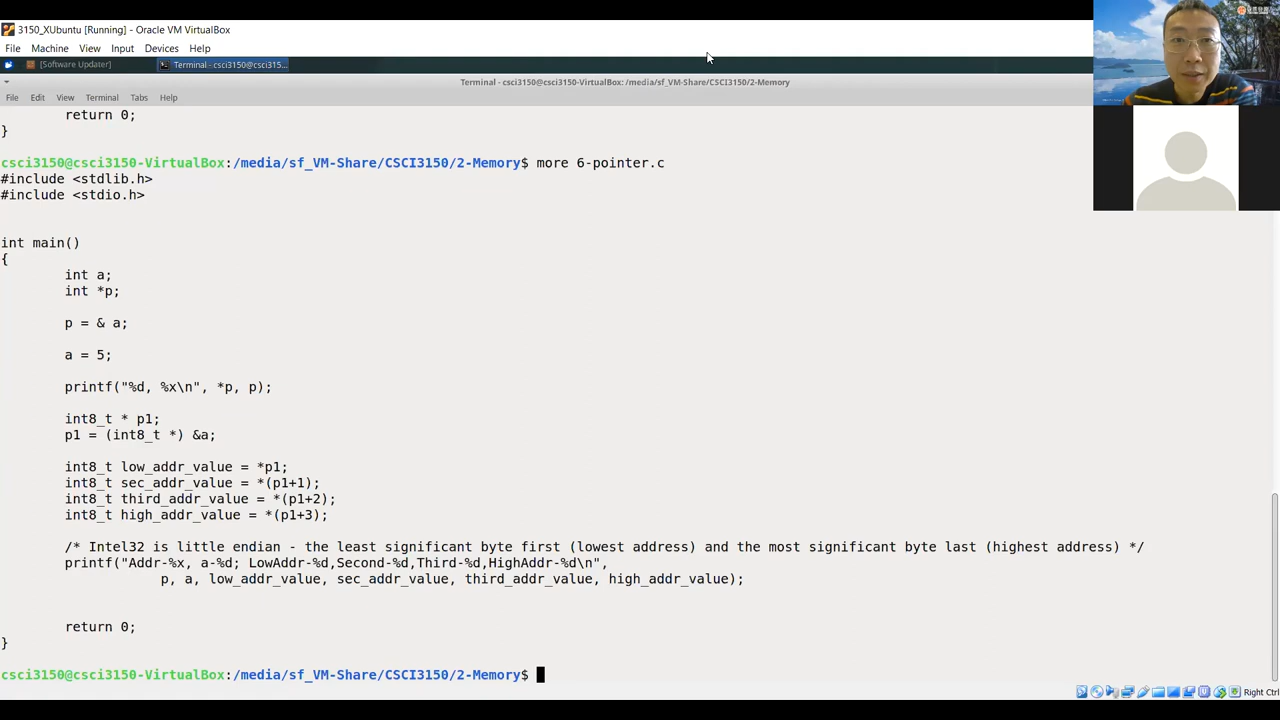 3150_XUbuntu [Running] - Oracle VM VirtualBox
File Machine View Input Devices Help
[Software Updater] Terminal - csci3150@csci315...
Terminal - csci3150@csci3150-VirtualBox: /media/sf_VM-Share/CSCI3150/2-Memory
File Edit View Terminal Tabs Help
return 0;
}
csci3150@csci3150-VirtualBox:/media/sf_VM-Share/CSCI3150/2-Memory$ more 6-pointer.c
#include <stdlib.h>
#include <stdio.h>
int main()
{
int a;
int *p;
p = & a;
a = 5;
printf("%d, %x\n", *p, p);
int8_t * p1;
p1 = (int8_t *) &a;
int8_t low_addr_value = *p1;
int8_t sec_addr_value = *(p1+1);
int8_t third_addr_value = *(p1+2);
int8_t high_addr_value = *(p1+3);
/* Intel32 is little endian - the least significant byte first (lowest address) and the most significant byte last (highest address) */
printf("Addr-%x, a-%d; LowAddr-%d,Second-%d,Third-%d,HighAddr-%d\n",
p, a, low_addr_value, sec_addr_value, third_addr_value, high_addr_value);
return 0;
}
csci3150@csci3150-VirtualBox:/media/sf_VM-Share/CSCI3150/2-Memory$
Right Ctrl